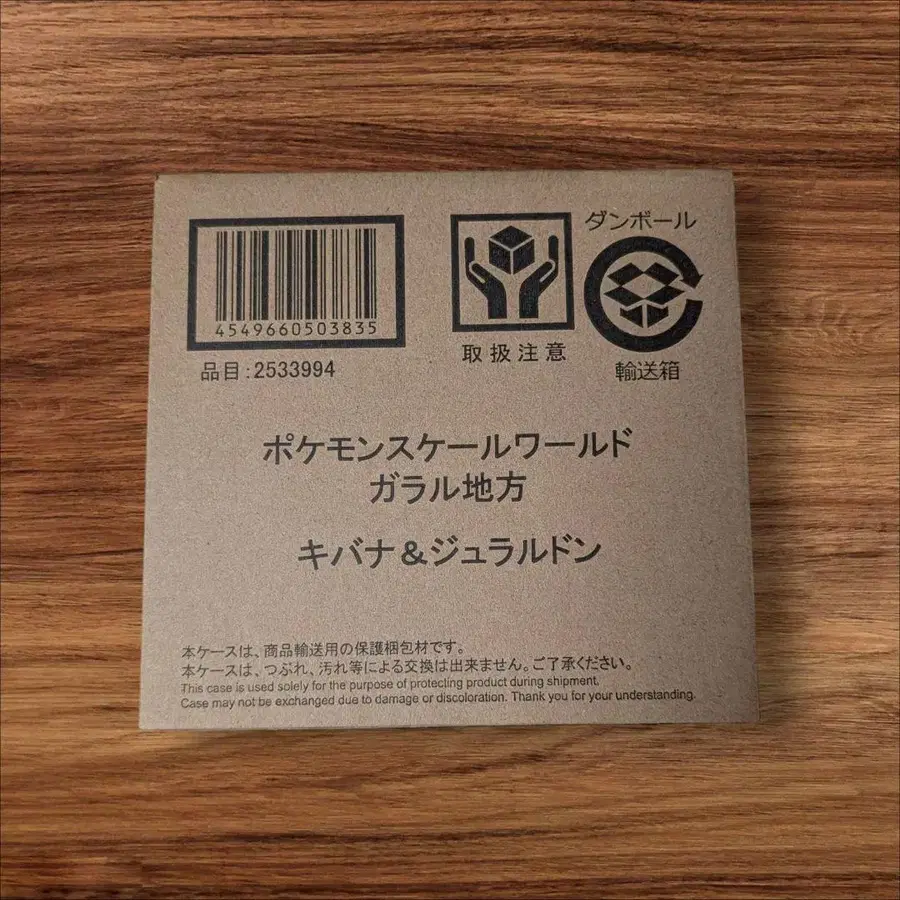 4549660503835
品目:2533994
取扱注意
ダンボール
輸送箱
ポケモンスケールワールド
ガラル地方
キバナ&ジュラルドン
本ケースは、商品輸送用の保護梱包材です。
本ケースは、つぶれ、汚れ等による交換は出来ません。ご了承ください。
This case is used solely for the purpose of protecting product during shipment.
Case may not be exchanged due to damage or discoloration. Thank you for your understanding.